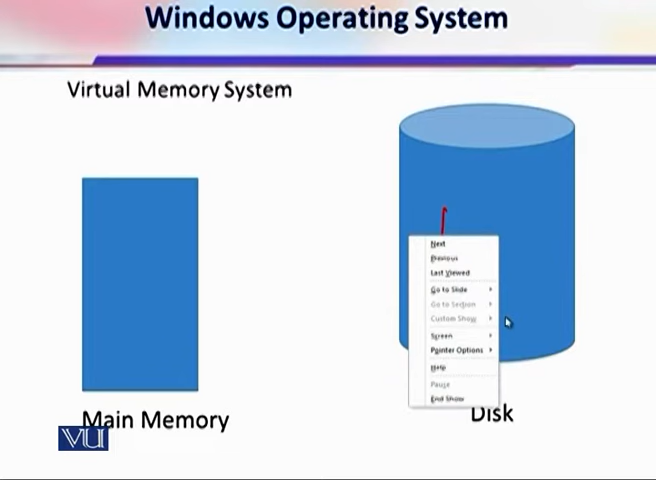 Windows Operating System
Virtual Memory System
Next
Previous
Last Viewed
Go to Slide
Go to Section
Custom Show
Screen
Pointer Options
Help
Pause
End Show
Main Memory
Disk
VU